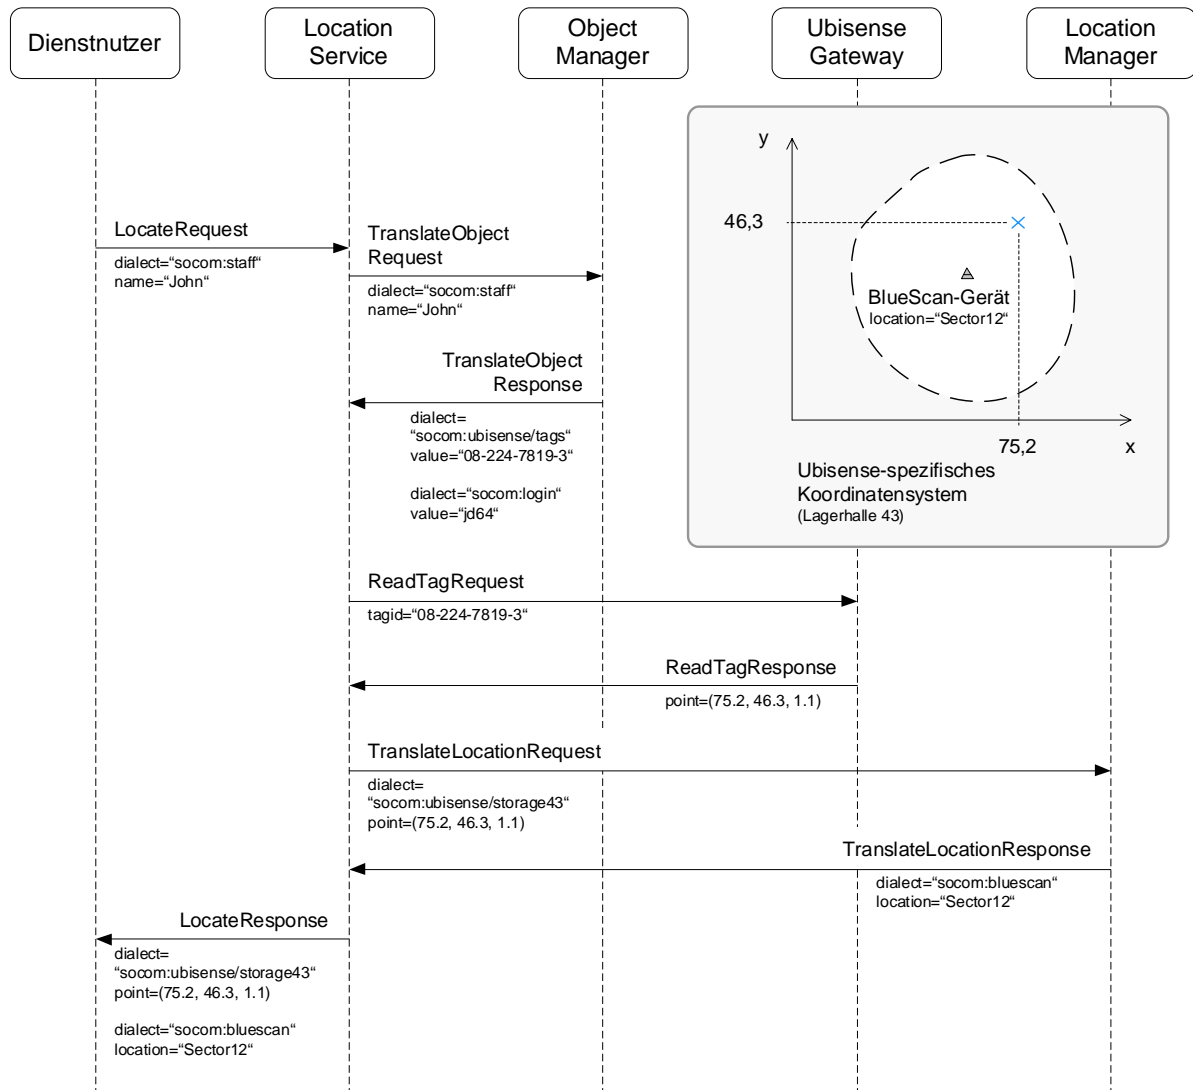 Dienstnutzer
Location
Service
Object
Manager
Ubisense
Gateway
Location
Manager
y
46,3
BlueScan-Gerät
location="Sector12“
75,2
x
Ubisense-spezifisches
Koordinatensystem
(Lagerhalle 43)
LocateRequest
dialect=“socom:staff“
name=“John“
TranslateObject
Request
dialect=“socom:staff“
name=“John“
TranslateObject
Response
dialect=
“socom:ubisense/tags“
value=“08-224-7819-3“
dialect=“socom:login“
value=“jd64“
ReadTagRequest
tagid=“08-224-7819-3“
ReadTagResponse
point=(75.2, 46.3, 1.1)
TranslateLocationRequest
dialect=
“socom:ubisense/storage43“
point=(75.2, 46.3, 1.1)
TranslateLocationResponse
dialect=“socom:bluescan“
location=“Sector12“
LocateResponse
dialect=
“socom:ubisense/storage43“
point=(75.2, 46.3, 1.1)
dialect=“socom:bluescan“
location=“Sector12“